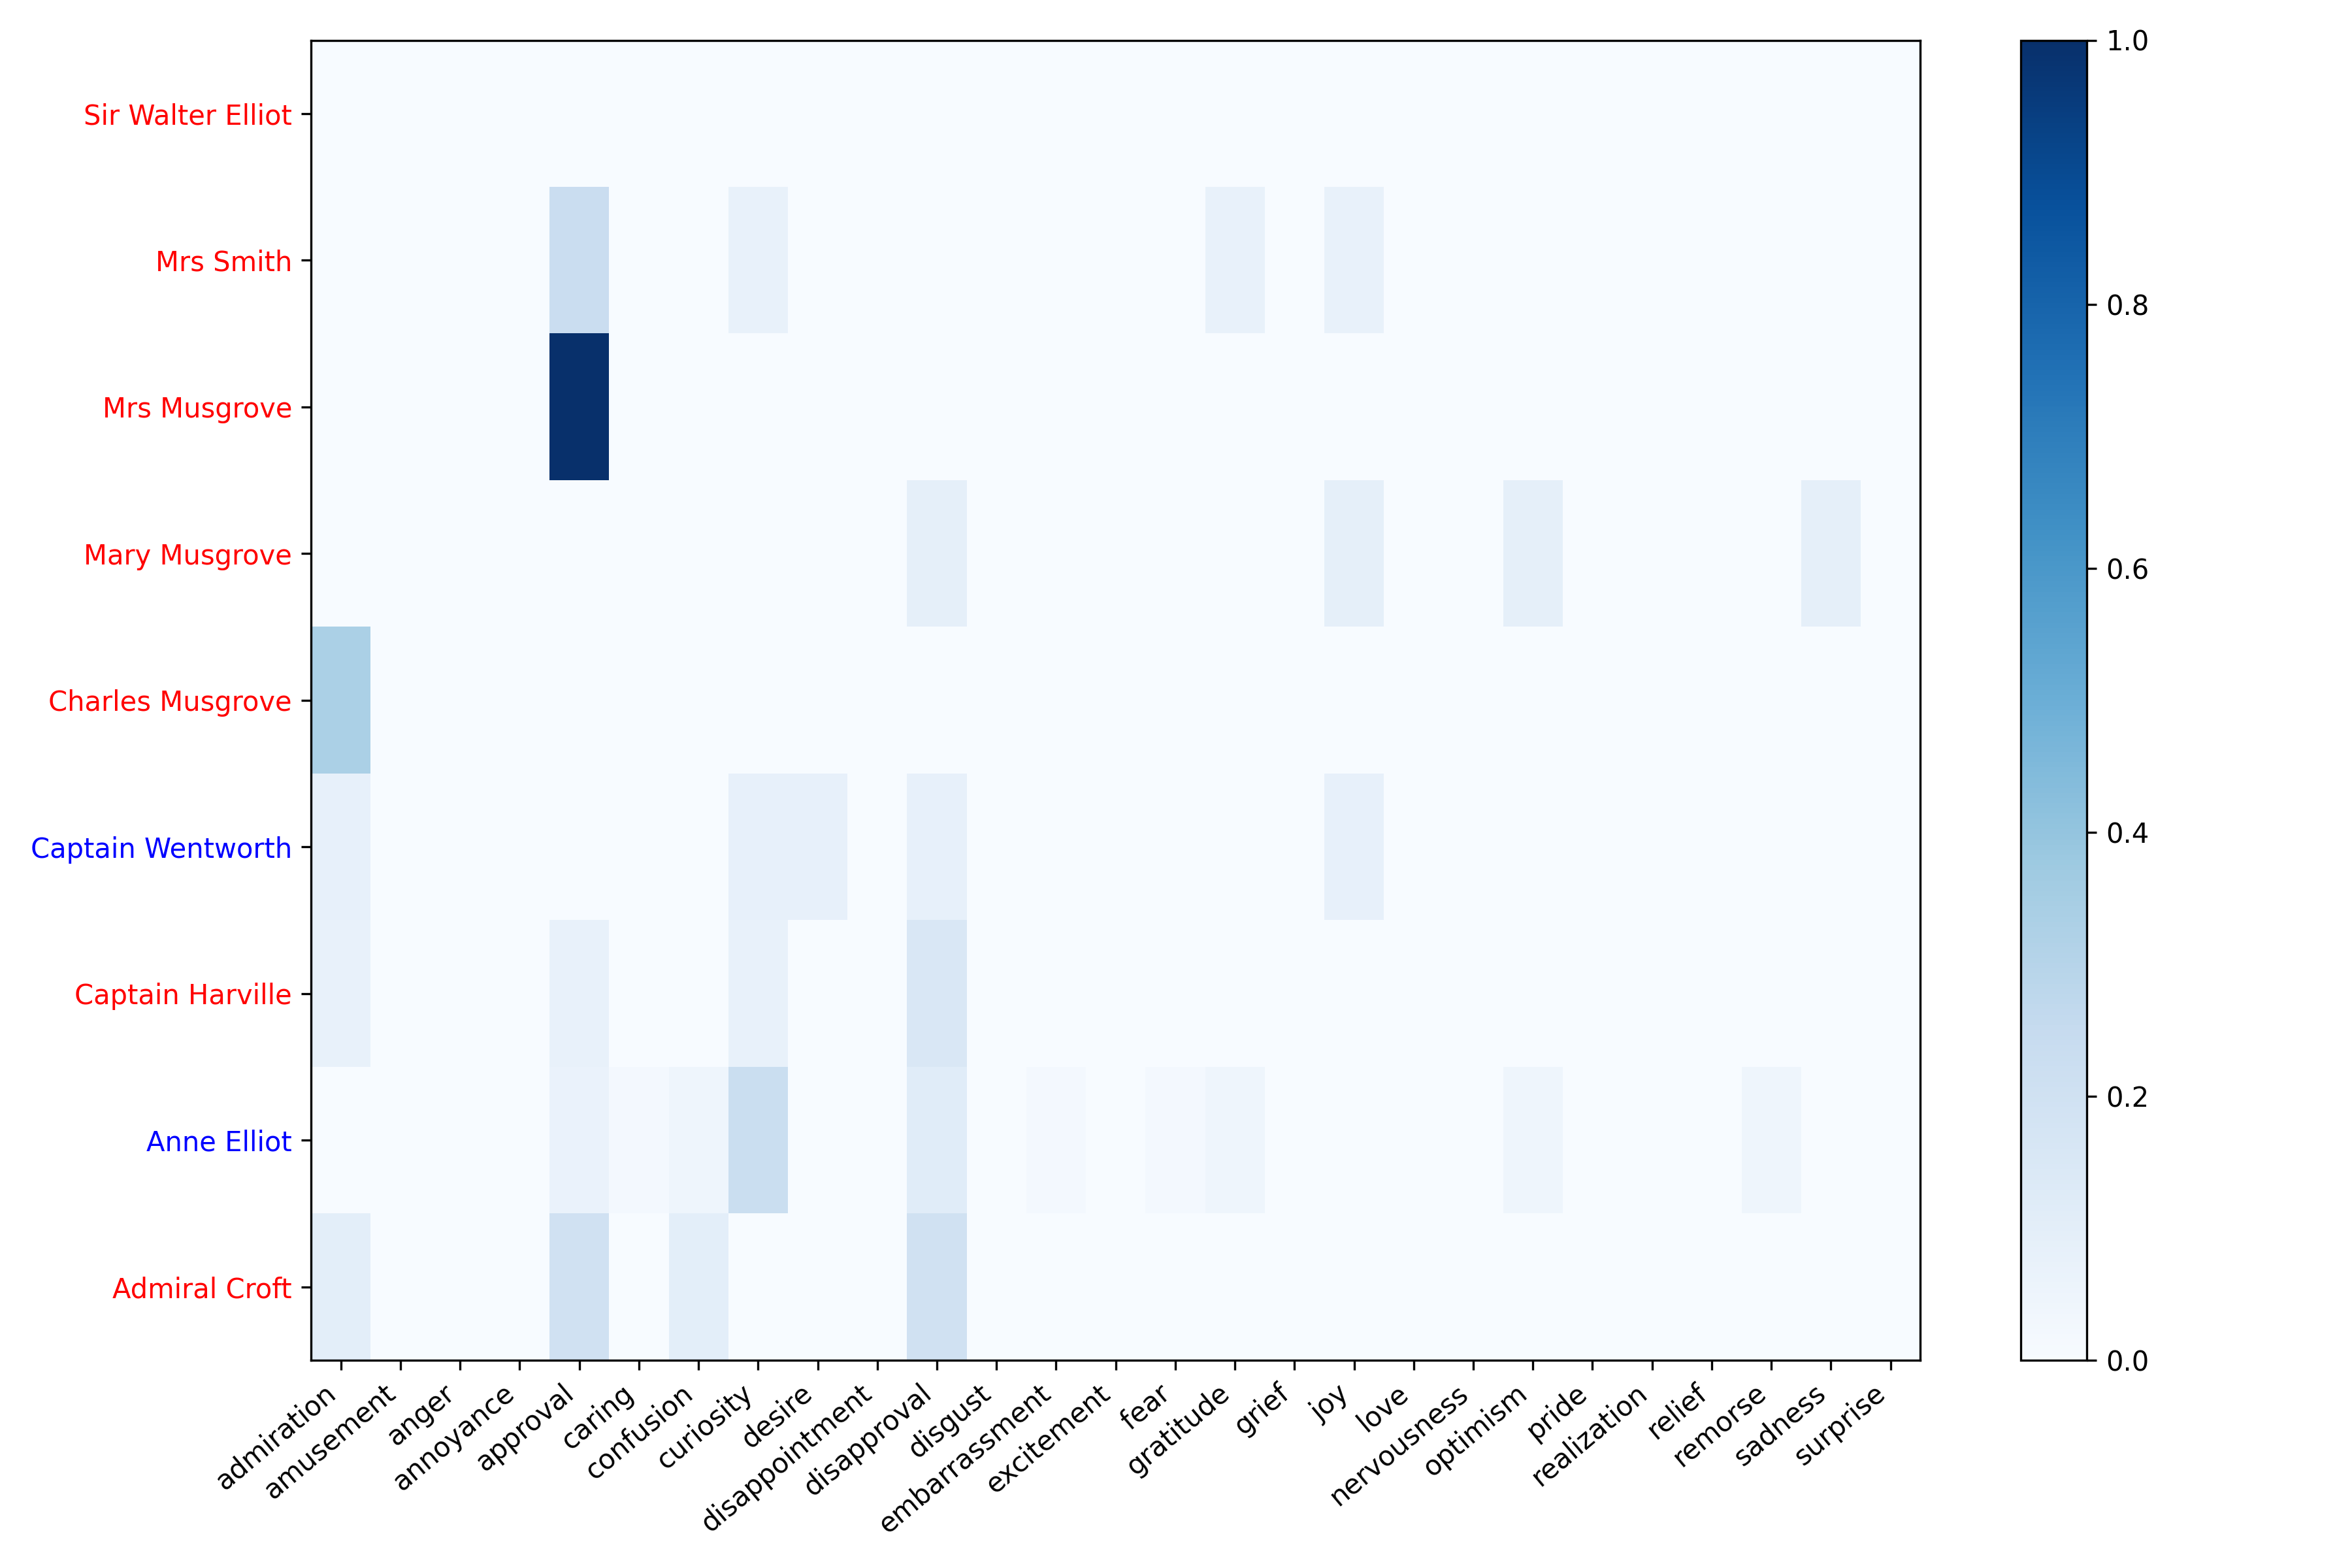 Sir Walter Elliot
Mrs Smith
Mrs Musgrove
Mary Musgrove
Charles Musgrove
Captain Wentworth
Captain Harville
Anne Elliot
Admiral Croft
admiration
amusement
anger
annoyance
approval
caring
confusion
curiosity
desire
disappointment
disapproval
disgust
embarrassment
excitement
fear
gratitude
grief
joy
love
nervousness
optimism
pride
realization
relief
remorse
sadness
surprise
1.0
0.8
0.6
0.4
0.2
0.0